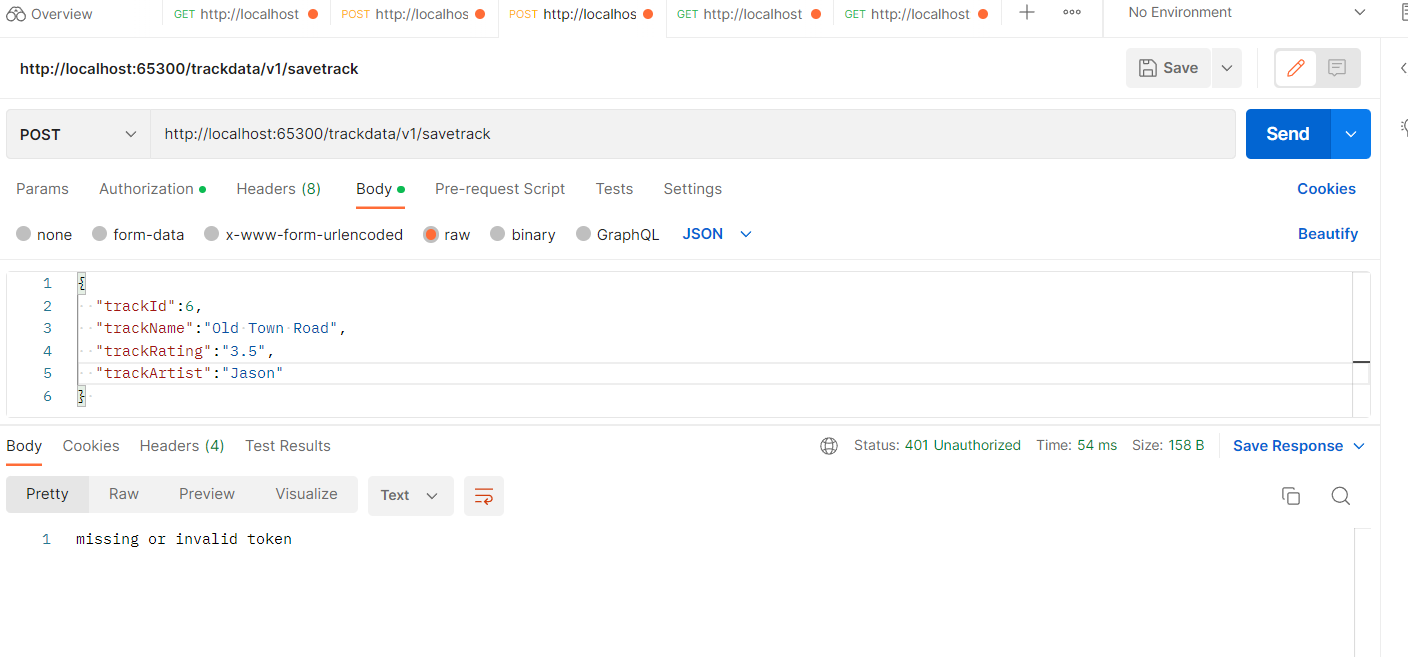 Overview GET http://localhost POST http://localhos POST http://localhos GET http://localhost GET http://localhost No Environment
http://localhost:65300/trackdata/v1/savetrack Save
POST http://localhost:65300/trackdata/v1/savetrack Send
Params Authorization Headers (8) Body Pre-request Script Tests Settings Cookies
none form-data x-www-form-urlencoded raw binary GraphQL JSON Beautify
1 {
2 "trackId":6,
3 "trackName":"Old Town Road",
4 "trackRating":"3.5",
5 "trackArtist":"Jason"
6 }
Body Cookies Headers (4) Test Results Status: 401 Unauthorized Time: 54 ms Size: 158 B Save Response
Pretty Raw Preview Visualize Text
1 missing or invalid token